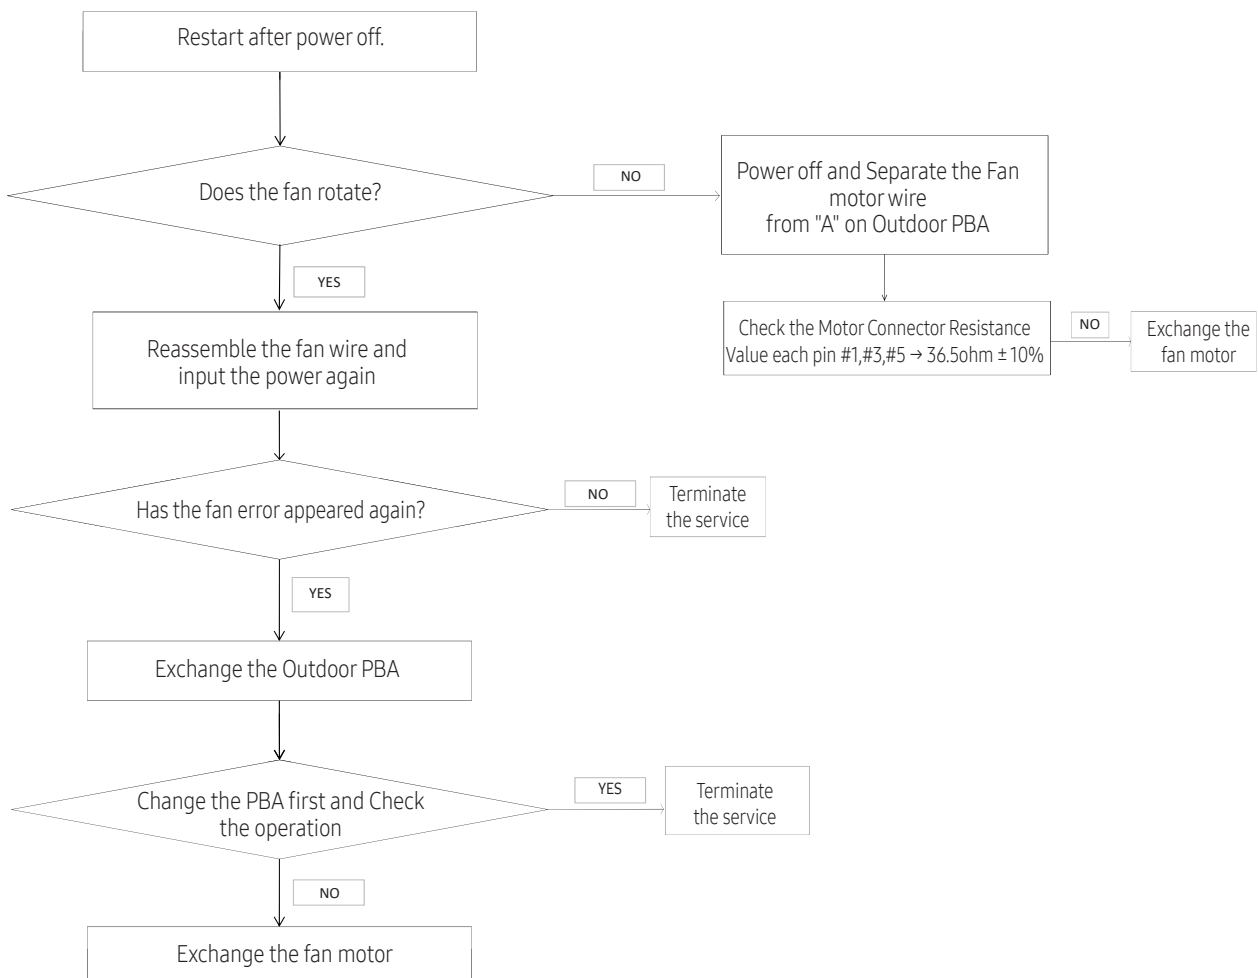 Restart after power off.
Does the fan rotate?
NO
Power off and Separate the Fan
motor wire
from "A" on Outdoor PBA
YES
Check the Motor Connector Resistance
Value each pin #1,#3,#5 → 36.5ohm ± 10%
NO
Exchange the
fan motor
Reassemble the fan wire and
input the power again
Has the fan error appeared again?
NO
Terminate
the service
YES
Exchange the Outdoor PBA
Change the PBA first and Check
the operation
YES
Terminate
the service
NO
Exchange the fan motor